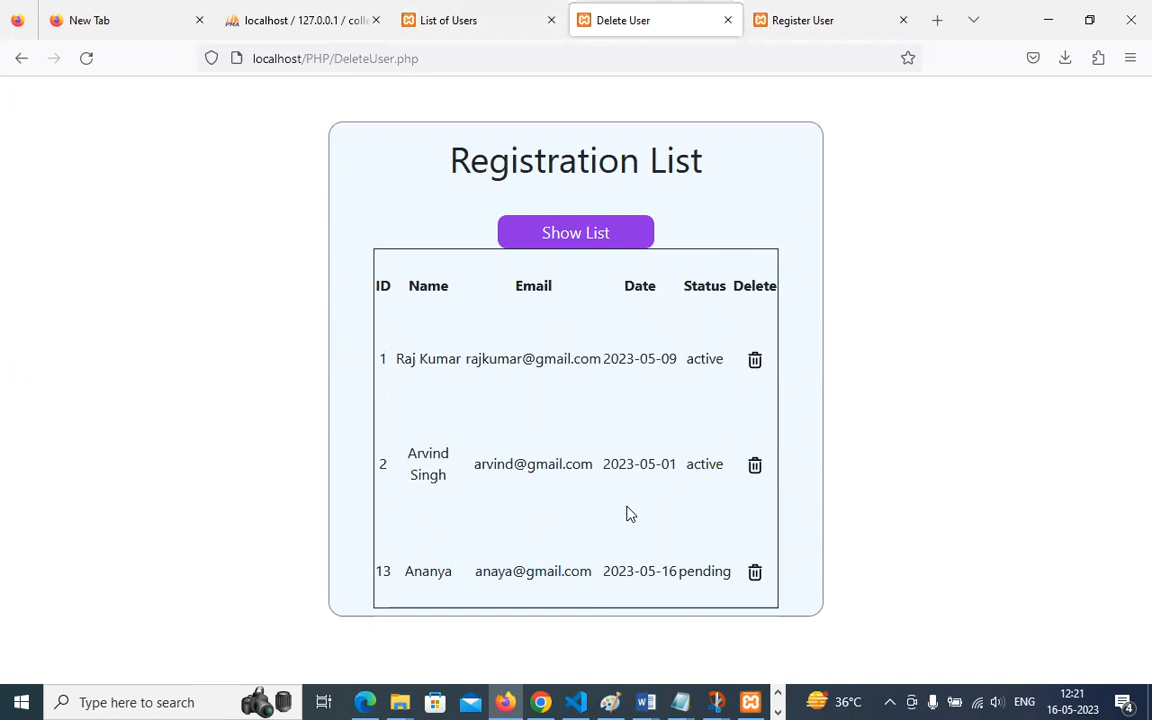 New Tab
localhost / 127.0.0.1 / colle
List of Users
Delete User
Register User
localhost/PHP/DeleteUser.php
Registration List
Show List
ID Name Email Date Status Delete
1 Raj Kumar rajkumar@gmail.com 2023-05-09 active
2 Arvind Singh arvind@gmail.com 2023-05-01 active
13 Ananya anaya@gmail.com 2023-05-16 pending
Type here to search
36°C
ENG
12:21
16-05-2023
4